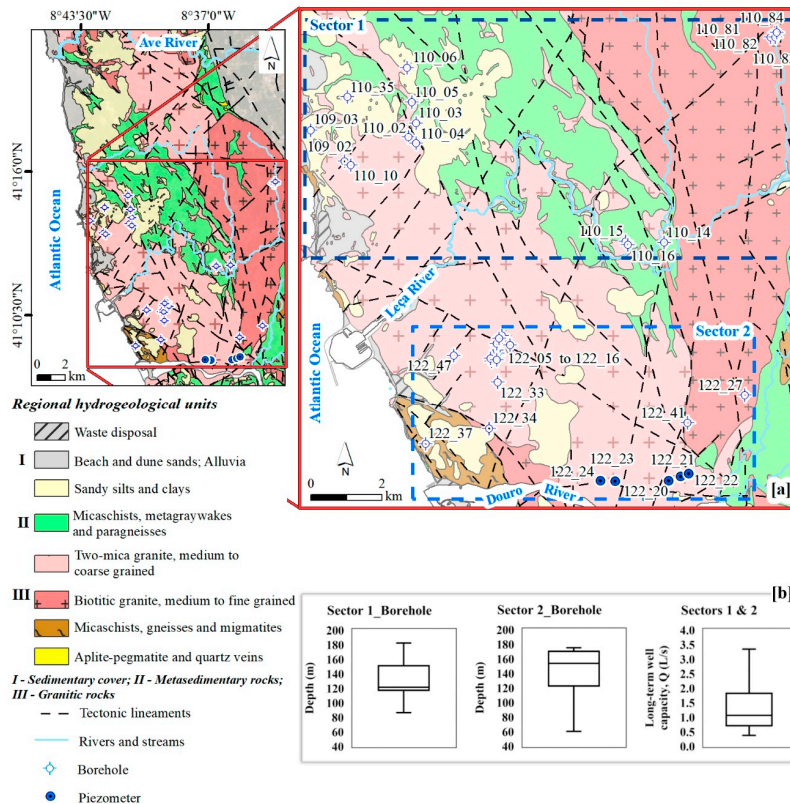 8°43'30"W
8°37'0"W
Ave River
N
41°16'0"N
41°10'30"N
Atlantic Ocean
0
2
km
Sector 1
110_84
110_81
110_82
110_06
110_35
110_05
109_03
110_03
110_02
110_04
109_02
110_10
110_15
110_14
110_16
Leça River
Atlantic Ocean
Sector 2
122_47
122_05 to 122_16
122_33
122_27
122_34
122_41
122_37
122_24
122_23
122_21
122_20
122_22
Douro River
N
0
2
km
[a]
Regional hydrogeological units
Waste disposal
I
Beach and dune sands; Alluvia
Sandy silts and clays
II
Micaschists, metagraywakes
and paragneisses
Two-mica granite, medium to
coarse grained
III
Biotitic granite, medium to fine grained
Micaschists, gneisses and migmatites
Aplite-pegmatite and quartz veins
I - Sedimentary cover; II - Metasedimentary rocks;
III - Granitic rocks
Tectonic lineaments
Rivers and streams
Borehole
Piezometer
[b]
Sector 1_Borehole
Depth (m)
200
180
160
140
120
100
80
60
40
Sector 2_Borehole
Depth (m)
200
180
160
140
120
100
80
60
40
Sectors 1 & 2
Long-term well
capacity, Q (L/s)
4.0
3.5
3.0
2.5
2.0
1.5
1.0
0.5
0.0